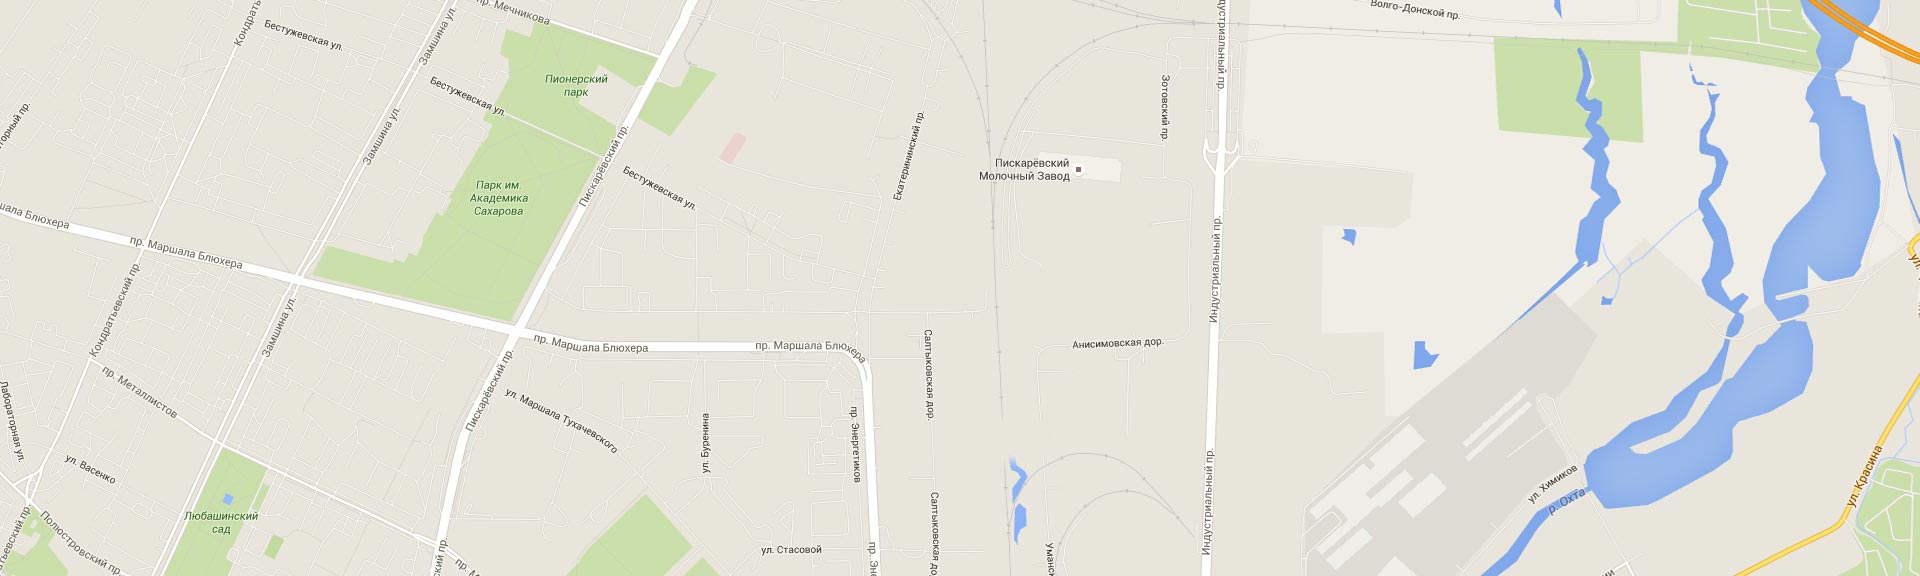 пр. Мечникова
Волго-Донской пр.
Бестужевская ул.
Замшина ул.
Пионерский
парк
Бестужевская ул.
Зотовский пр.
Замшина ул.
Пискарёвский пр.
Екатерининский пр.
Пискарёвский
Молочный Завод
Бестужевская ул.
Парк им.
Академика
Сахарова
пр. Маршала Блюхера
Индустриальный пр.
Кондратьевский пр.
Замшина ул.
пр. Маршала Блюхера
пр. Маршала Блюхера
Анисимовская дор.
Салтыковская дор.
Пискарёвский пр.
пр. Металлистов
ул. Маршала Тухачевского
Лабораторная ул.
ул. Буренина
пр. Энергетиков
ул. Васенко
Индустриальный пр.
ул. Химиков
р. Охта
ул. Красина
Любашинский
сад
Полюстровский пр.
ул. Стасовой